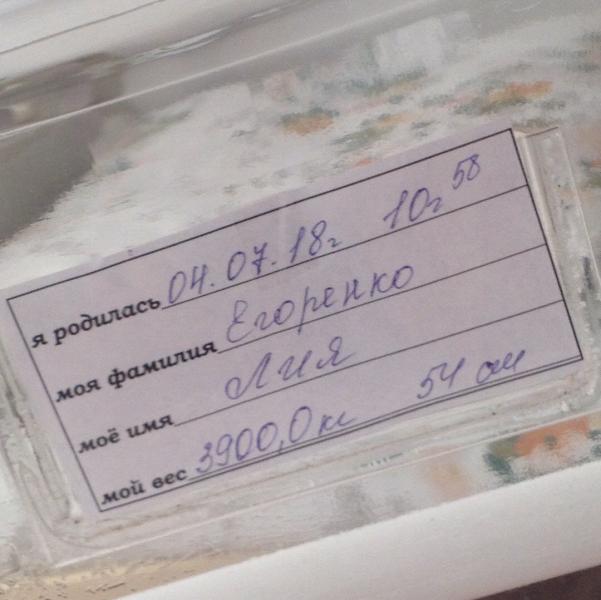 я родилась 04.07.18г 10г 58
моя фамилия Егоренко
моё имя Лия
мой вес 3900,0кг 54 см